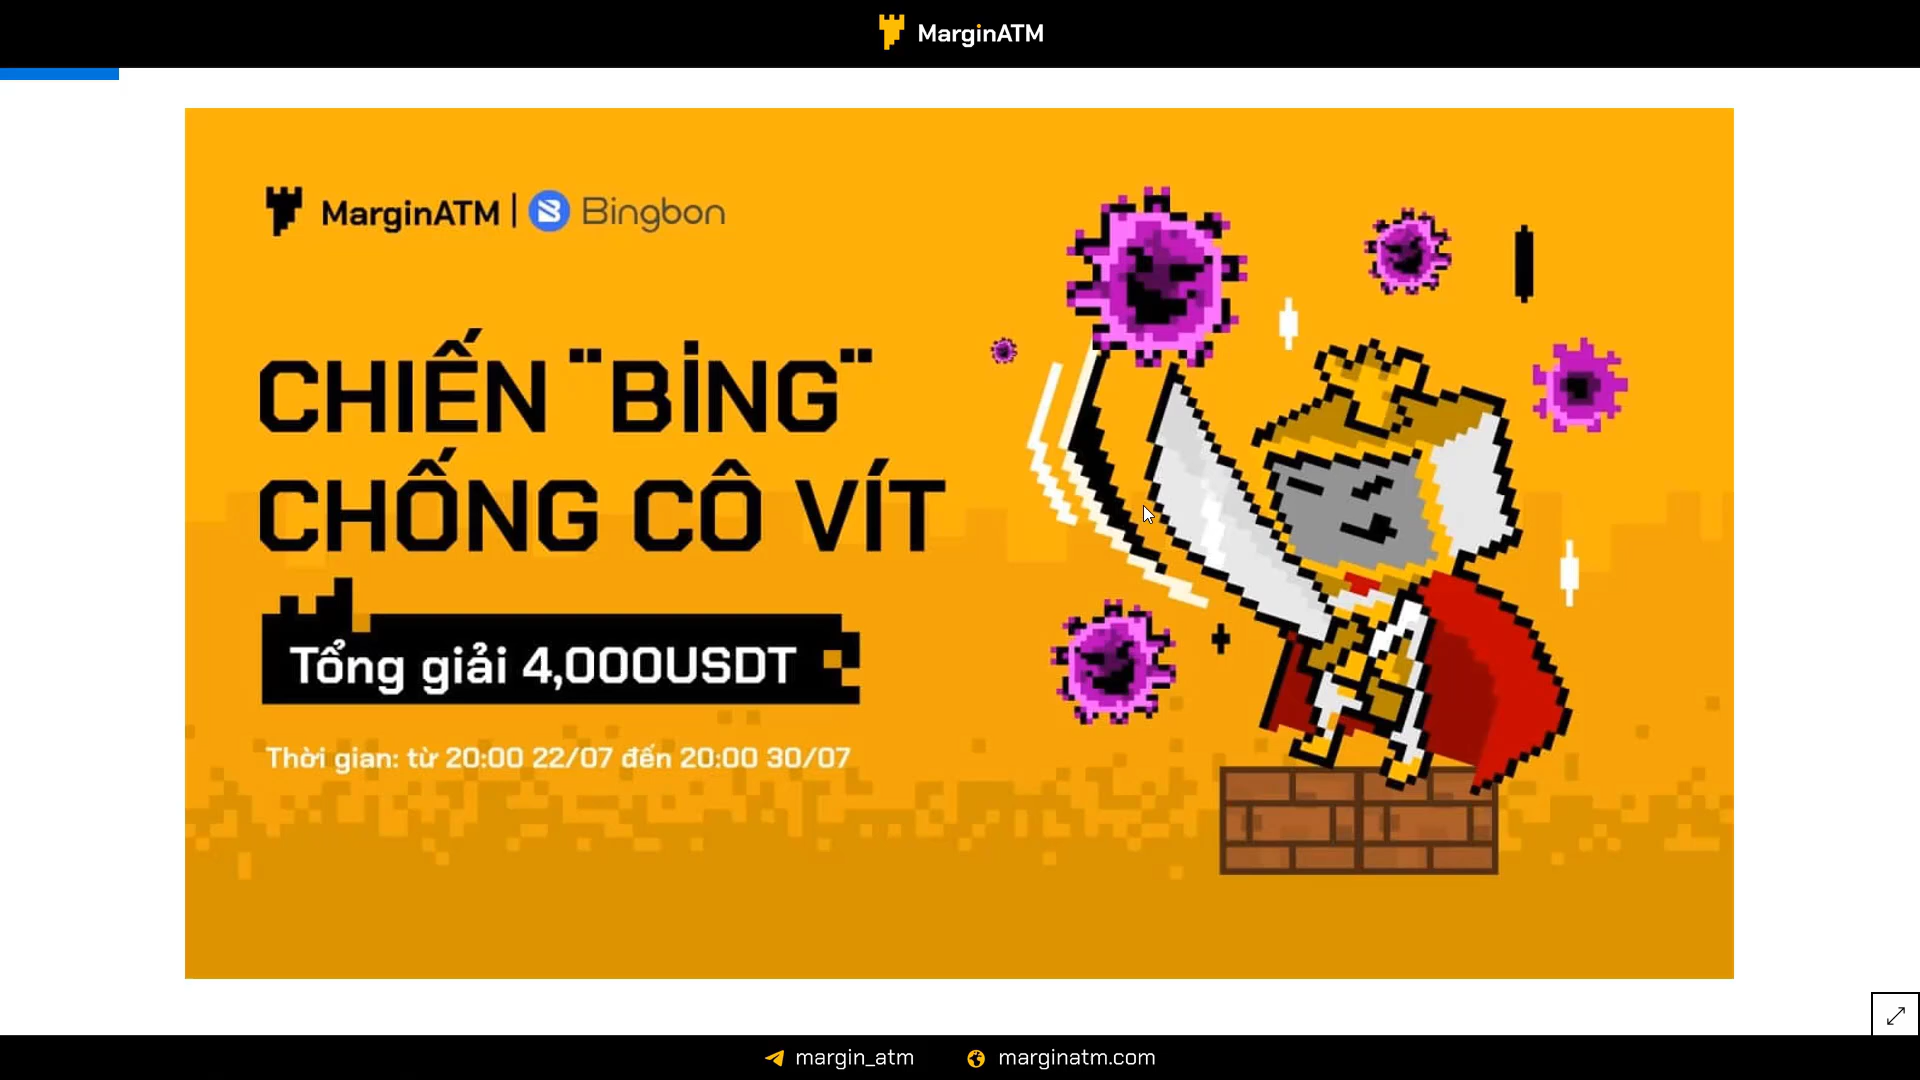 MarginATM
MarginATM | Bingbon
CHIẾN "BING"
CHỐNG CÔ VÍT
Tổng giải 4,000USDT
Thời gian: từ 20:00 22/07 đến 20:00 30/07
margin_atm marginatm.com